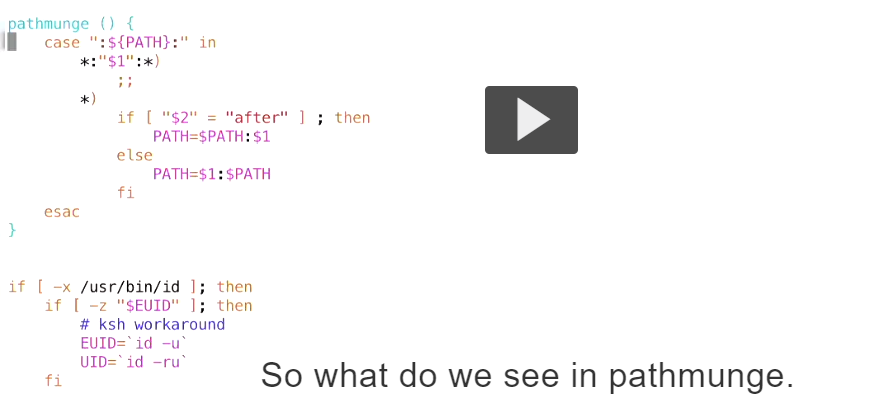 pathmunge () {
    case ":${PATH}:" in
        *:"$1":*)
            ;;
        *)
            if [ "$2" = "after" ] ; then
                PATH=$PATH:$1
            else
                PATH=$1:$PATH
            fi
    esac
}
if [ -x /usr/bin/id ]; then
    if [ -z "$EUID" ]; then
        # ksh workaround
        EUID=`id -u`
        UID=`id -ru`
    fi
So what do we see in pathmunge.